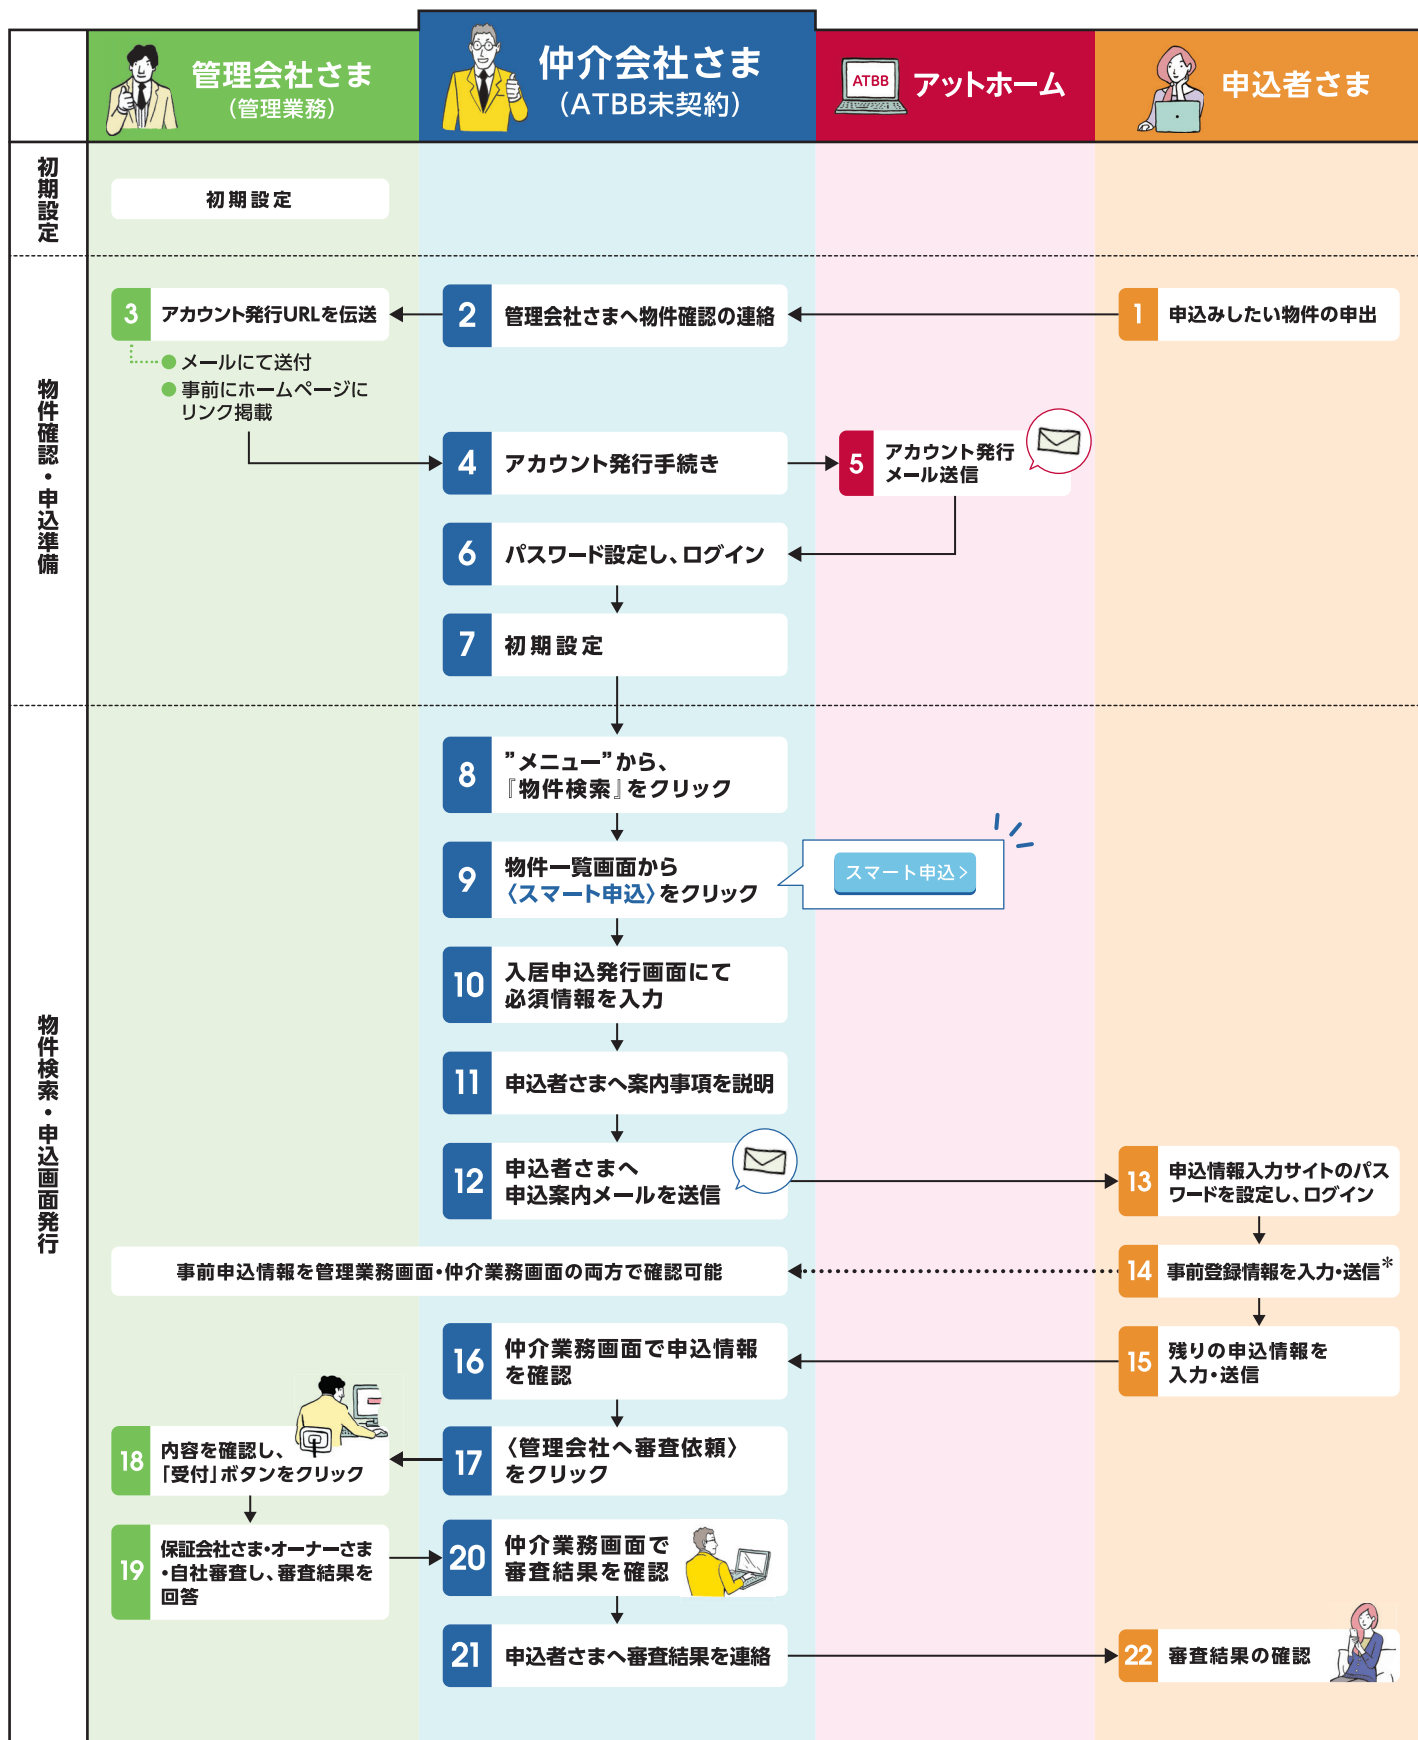 管理会社さま
（管理業務）
仲介会社さま
（ATBB未契約）
ATBB
アットホーム
申込者さま
初期設定
初期設定
物件確認・申込準備
1 申込みしたい物件の申出
2 管理会社さまへ物件確認の連絡
3 アカウント発行URLを伝送
● メールにて送付
● 事前にホームページに
リンク掲載
4 アカウント発行手続き
5 アカウント発行
メール送信
6 パスワード設定し、ログイン
7 初期設定
物件検索・申込画面発行
8 ”メニュー”から、
『物件検索』をクリック
9 物件一覧画面から
〈スマート申込〉をクリック
スマート申込 >
10 入居申込発行画面にて
必須情報を入力
11 申込者さまへ案内事項を説明
12 申込者さまへ
申込案内メールを送信
13 申込情報入力サイトのパス
ワードを設定し、ログイン
14 事前登録情報を入力・送信*
事前申込情報を管理業務画面・仲介業務画面の両方で確認可能
15 残りの申込情報を
入力・送信
16 仲介業務画面で申込情報
を確認
17 〈管理会社へ審査依頼〉
をクリック
18 内容を確認し、
「受付」ボタンをクリック
19 保証会社さま・オーナーさま
・自社審査し、審査結果を
回答
20 仲介業務画面で
審査結果を確認
21 申込者さまへ審査結果を連絡
22 審査結果の確認